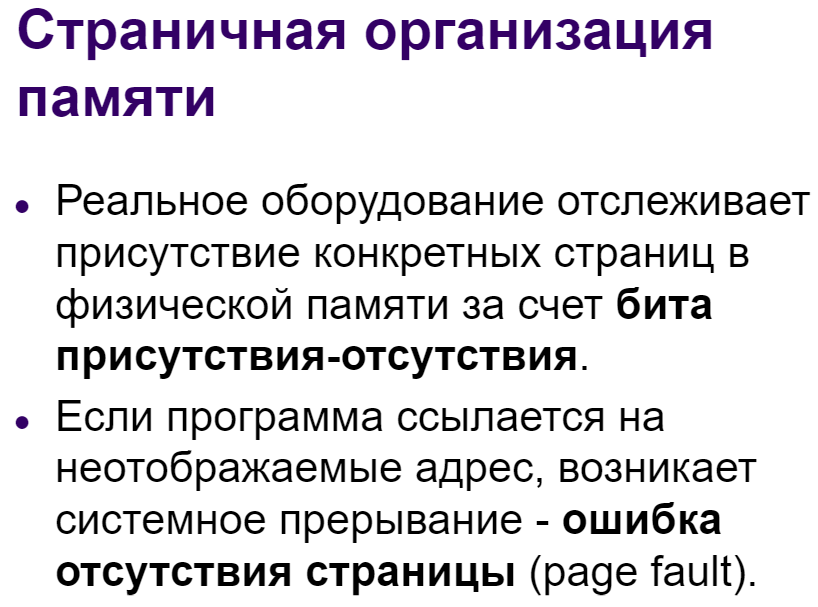 Страничная организация
памяти
• Реальное оборудование отслеживает
присутствие конкретных страниц в
физической памяти за счет бита
присутствия-отсутствия.
• Если программа ссылается на
неотображаемые адрес, возникает
системное прерывание - ошибка
отсутствия страницы (page fault).